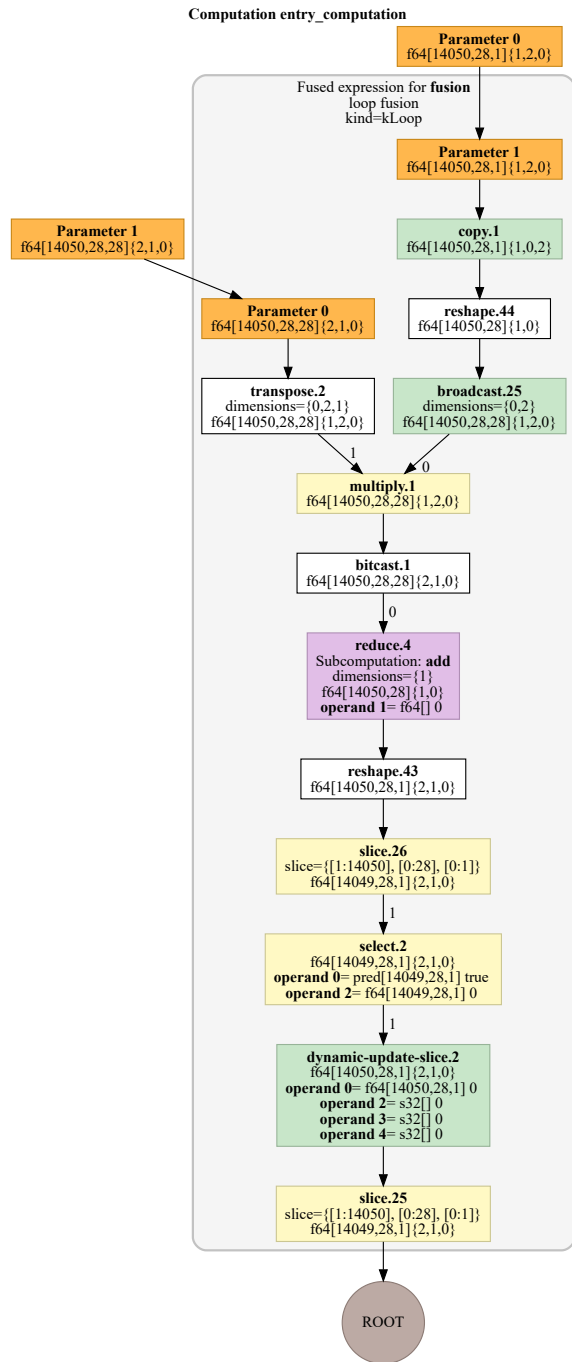 Computation entry_computation
Parameter 0
f64[14050,28,1]{1,2,0}
Fused expression for fusion
loop fusion
kind=kLoop
Parameter 1
f64[14050,28,1]{1,2,0}
Parameter 1
f64[14050,28,28]{2,1,0}
copy.1
f64[14050,28,1]{1,0,2}
Parameter 0
f64[14050,28,28]{2,1,0}
reshape.44
f64[14050,28]{1,0}
transpose.2
dimensions={0,2,1}
f64[14050,28,28]{1,2,0}
broadcast.25
dimensions={0,2}
f64[14050,28,28]{1,2,0}
1
0
multiply.1
f64[14050,28,28]{1,2,0}
bitcast.1
f64[14050,28,28]{2,1,0}
0
reduce.4
Subcomputation: add
dimensions={1}
f64[14050,28]{1,0}
operand 1= f64[] 0
reshape.43
f64[14050,28,1]{2,1,0}
slice.26
slice={[1:14050], [0:28], [0:1]}
f64[14049,28,1]{2,1,0}
1
select.2
f64[14049,28,1]{2,1,0}
operand 0= pred[14049,28,1] true
operand 2= f64[14049,28,1] 0
1
dynamic-update-slice.2
f64[14050,28,1]{2,1,0}
operand 0= f64[14050,28,1] 0
operand 2= s32[] 0
operand 3= s32[] 0
operand 4= s32[] 0
slice.25
slice={[1:14050], [0:28], [0:1]}
f64[14049,28,1]{2,1,0}
ROOT